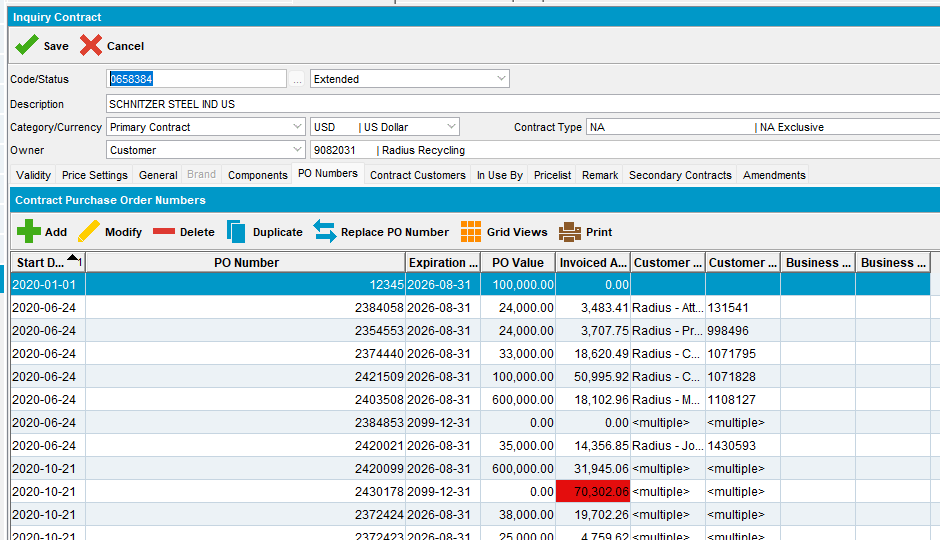 Inquiry Contract
Save Cancel
Code/Status 0658384 ... Extended
Description SCHNITZER STEEL IND US
Category/Currency Primary Contract USD | US Dollar Contract Type NA | NA Exclusive
Owner Customer 9082031 | Radius Recycling
Validity Price Settings General Brand Components PO Numbers Contract Customers In Use By Pricelist Remark Secondary Contracts Amendments
Contract Purchase Order Numbers
Add Modify Delete Duplicate Replace PO Number Grid Views Print
Start D... 1 PO Number Expiration ... PO Value Invoiced A... Customer ... Customer ... Business ... Business ...
2020-01-01 12345 2026-08-31 100,000.00 0.00
2020-06-24 2384058 2026-08-31 24,000.00 3,483.41 Radius - Att... 131541
2020-06-24 2354553 2026-08-31 24,000.00 3,707.75 Radius - Pr... 998496
2020-06-24 2374440 2026-08-31 33,000.00 18,620.49 Radius - C... 1071795
2020-06-24 2421509 2026-08-31 100,000.00 50,995.92 Radius - C... 1071828
2020-06-24 2403508 2026-08-31 600,000.00 18,102.96 Radius - M... 1108127
2020-06-24 2384853 2099-12-31 0.00 0.00 <multiple> <multiple>
2020-06-24 2420021 2026-08-31 35,000.00 14,356.85 Radius - Jo... 1430593
2020-10-21 2420099 2026-08-31 600,000.00 31,945.06 <multiple> <multiple>
2020-10-21 2430178 2099-12-31 0.00 70,302.06 <multiple> <multiple>
2020-10-21 2372424 2026-08-31 38,000.00 19,702.26 <multiple> <multiple>
2020-10-21 2372423 2026-08-31 25,000.00 4,759.62 <multiple> <multiple>